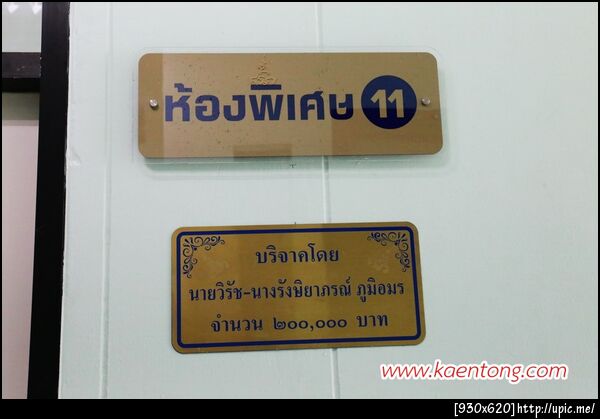 ห้องพิเศษ 11
บริจาคโดย
นายวิรัช-นางรังษิยาภรณ์ ภูมิอมร
จำนวน ๒๐๐,๐๐๐ บาท
www.kaentong.com
[930x620]http://upic.me/